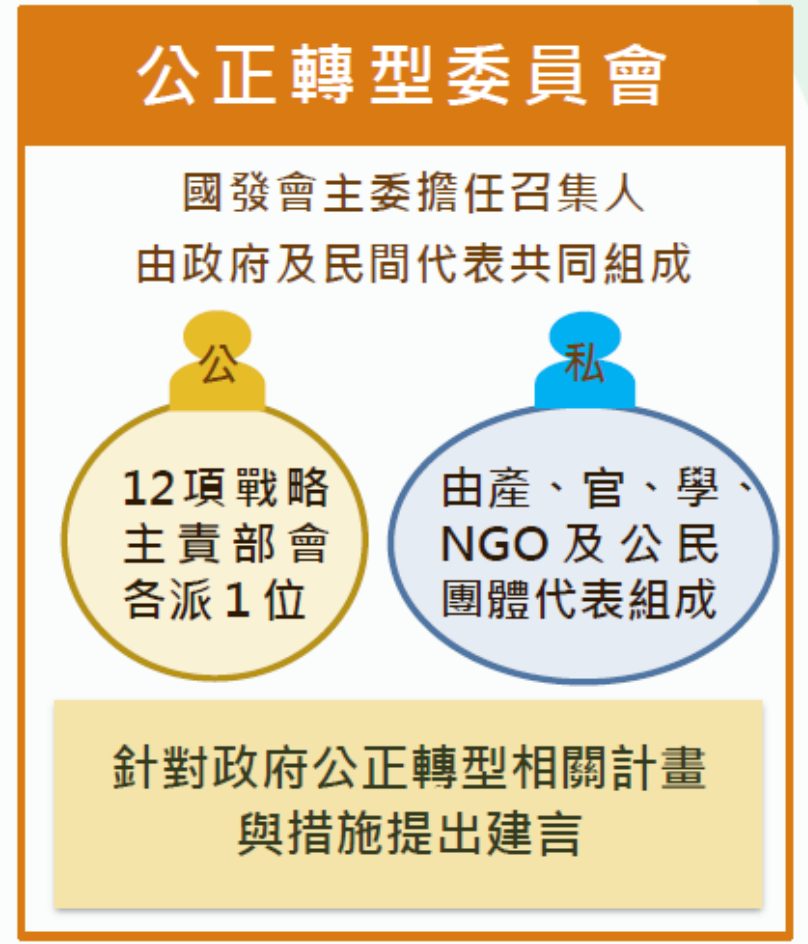 公正轉型委員會
國發會主委擔任召集人
由政府及民間代表共同組成
公
私
12項戰略
主責部會
各派1位
由產、官、學、
NGO及公民
團體代表組成
針對政府公正轉型相關計畫
與措施提出建言